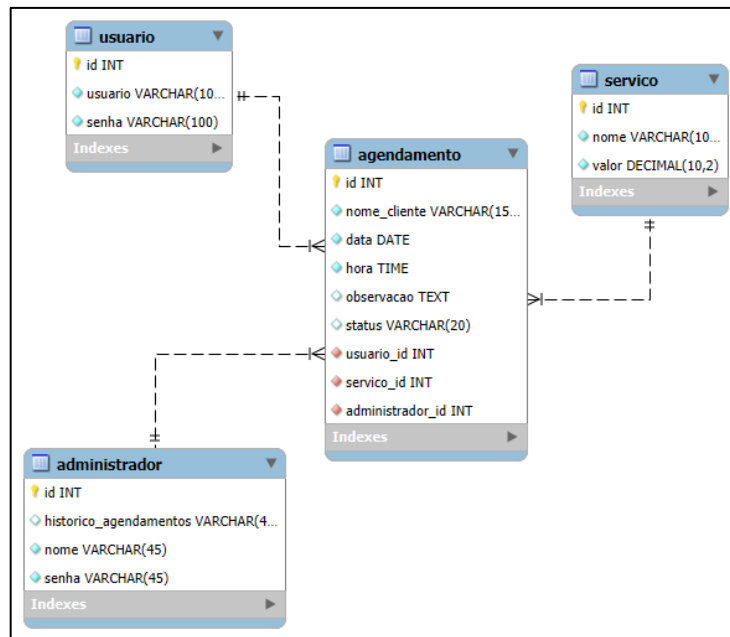 usuario
id INT
usuario VARCHAR(10...
senha VARCHAR(100)
Indexes
servico
id INT
nome VARCHAR(10...
valor DECIMAL(10,2)
Indexes
agendamento
id INT
nome_cliente VARCHAR(15...
data DATE
hora TIME
observacao TEXT
status VARCHAR(20)
usuario_id INT
servico_id INT
administrador_id INT
Indexes
administrador
id INT
historico_agendamentos VARCHAR(4...
nome VARCHAR(45)
senha VARCHAR(45)
Indexes